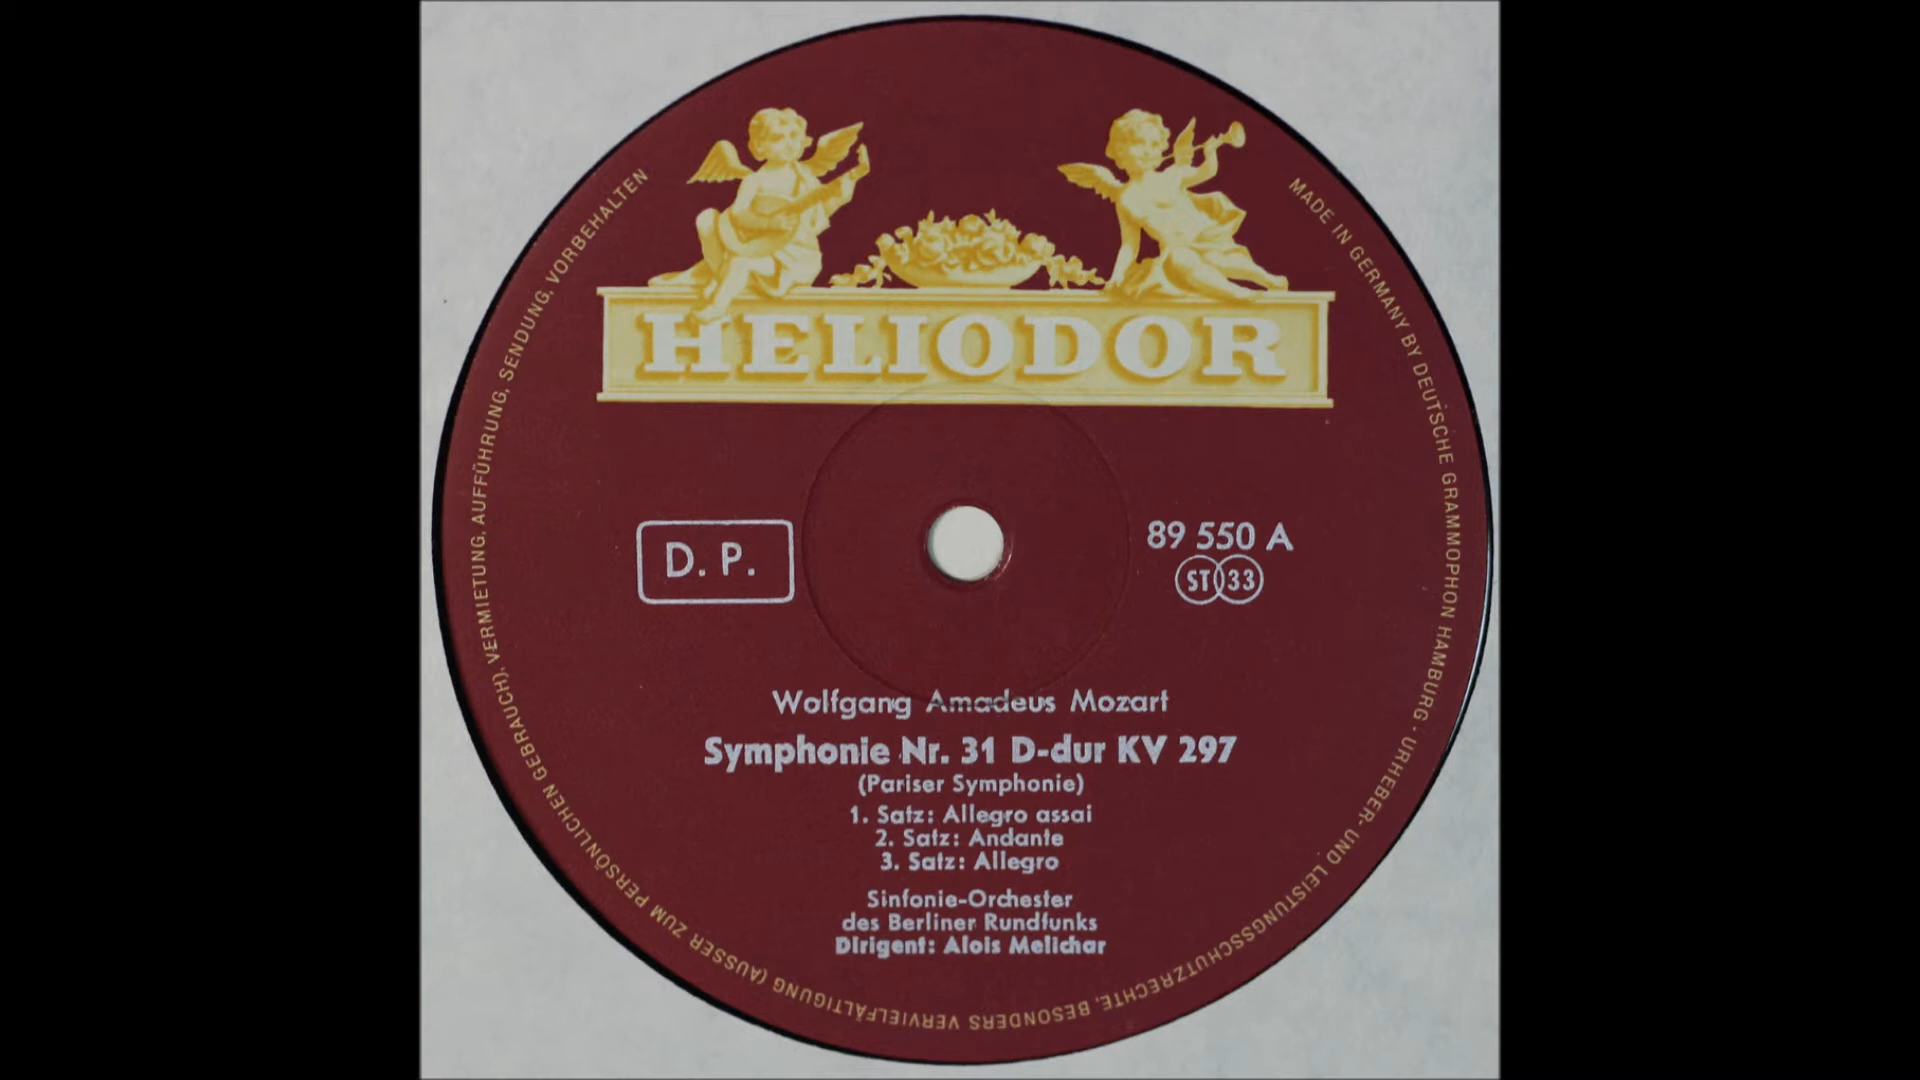 HELIODOR
D. P.
89 550 A
ST 33
Wolfgang Amadeus Mozart
Symphonie Nr. 31 D-dur KV 297
(Pariser Symphonie)
1. Satz: Allegro assai
2. Satz: Andante
3. Satz: Allegro
Sinfonie-Orchester
des Berliner Rundfunks
Dirigent: Alois Melichar
MADE IN GERMANY BY DEUTSCHE GRAMMOPHON HAMBURG · URHEBER- UND LEISTUNGSSCHUTZRECHTE, BESONDERS VERVIELFÄLTIGUNG (AUSSER ZUM PERSÖNLICHEN GEBRAUCH), VERMIETUNG, AUFFÜHRUNG, SENDUNG, VORBEHALTEN